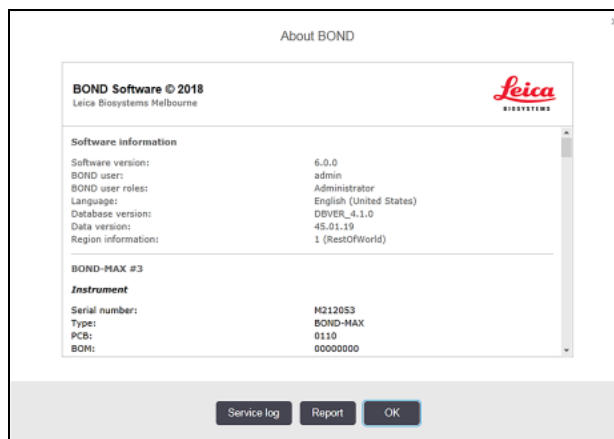 About BOND
BOND Software © 2018
Leica Biosystems Melbourne
Leica
BIOSYSTEMS
Software information
Software version: 6.0.0
BOND user: admin
BOND user roles: Administrator
Language: English (United States)
Database version: DBVER_4.1.0
Data version: 45.01.19
Region information: 1 (RestOfWorld)
BOND-MAX #3
Instrument
Serial number: M212053
Type: BOND-MAX
PCB: 0110
BOM: 00000000
Service log Report OK